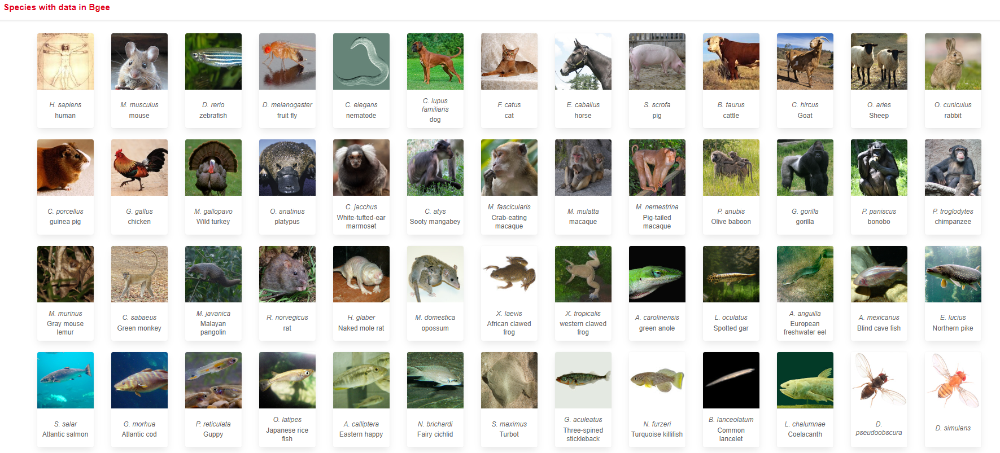 Species with data in Bgee
H. sapiens
human
M. musculus
mouse
D. rerio
zebrafish
D. melanogaster
fruit fly
C. elegans
nematode
C. lupus
familiaris
dog
F. catus
cat
E. caballus
horse
S. scrofa
pig
B. taurus
cattle
C. hircus
Goat
O. aries
Sheep
O. cuniculus
rabbit
C. porcellus
guinea pig
G. gallus
chicken
M. gallopavo
Wild turkey
O. anatinus
platypus
C. jacchus
White-tufted-ear
marmoset
C. atys
Sooty mangabey
M. fascicularis
Crab-eating
macaque
M. mulatta
macaque
M. nemestrina
Pig-tailed
macaque
P. anubis
Olive baboon
G. gorilla
gorilla
P. paniscus
bonobo
P. troglodytes
chimpanzee
M. murinus
Gray mouse
lemur
C. sabaeus
Green monkey
M. javanica
Malayan
pangolin
R. norvegicus
rat
H. glaber
Naked mole rat
M. domestica
opossum
X. laevis
African clawed
frog
X. tropicalis
western clawed
frog
A. carolinensis
green anole
L. oculatus
Spotted gar
A. anguilla
European
freshwater eel
A. mexicanus
Blind cave fish
E. lucius
Northern pike
S. salar
Atlantic salmon
G. morhua
Atlantic cod
P. reticulata
Guppy
O. latipes
Japanese rice
fish
A. calliptera
Eastern happy
N. brichardi
Fairy cichlid
S. maximus
Turbot
G. aculeatus
Three-spined
stickleback
N. furzeri
Turquoise killifish
B. lanceolatum
Common
lancelet
L. chalumnae
Coelacanth
D.
pseudoobscura
D. simulans